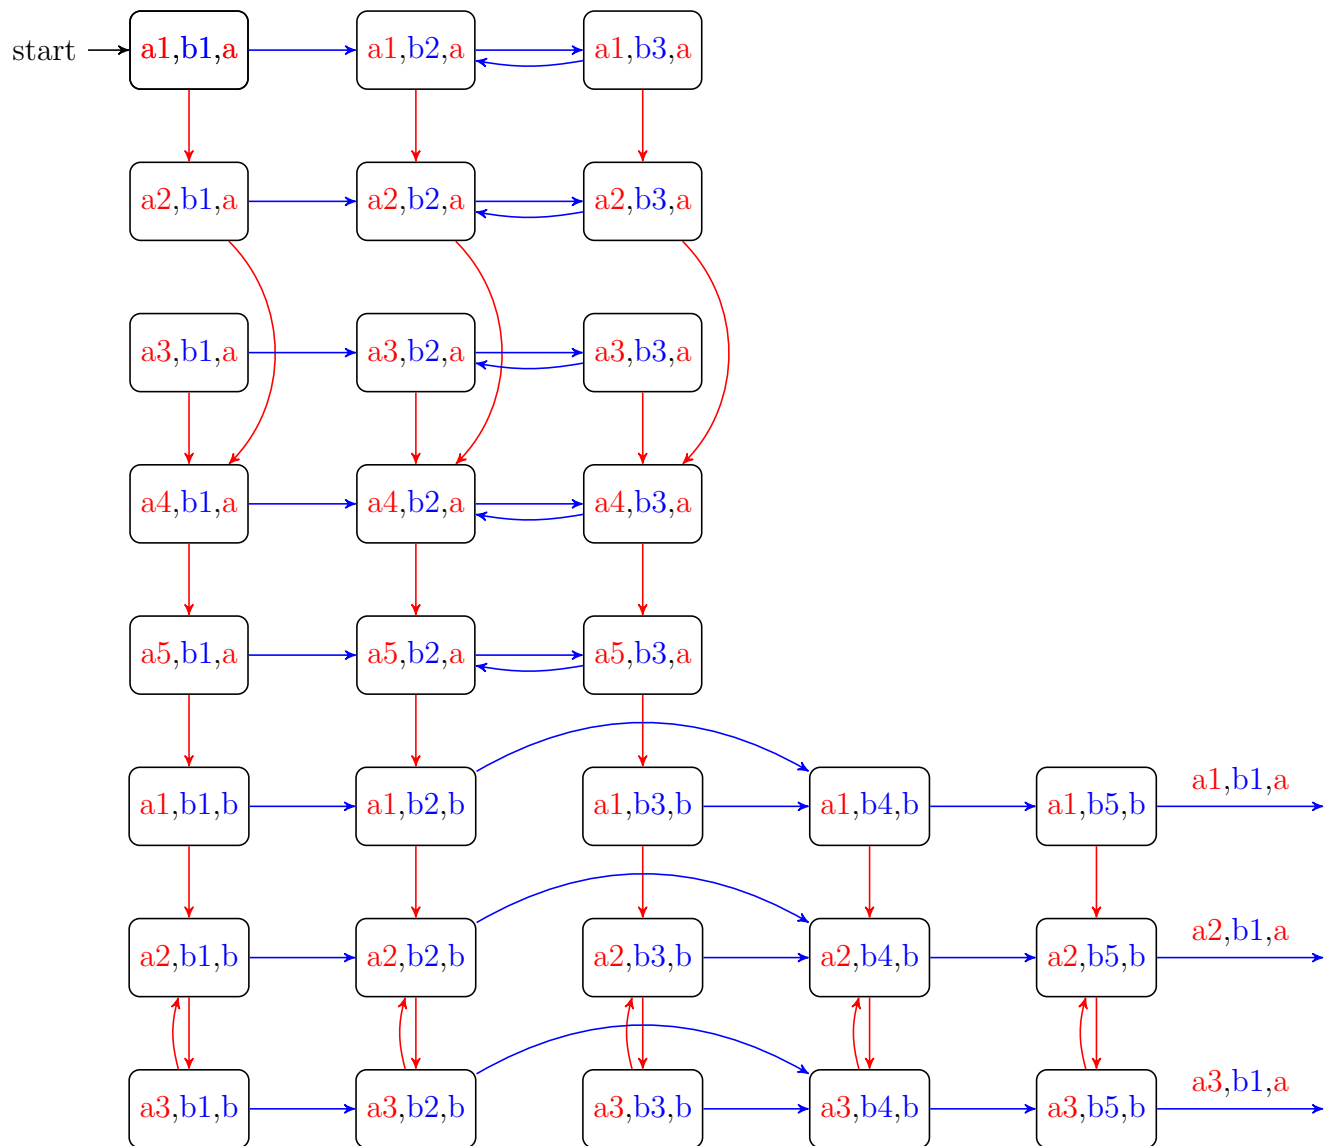 start a1,b1,a a1,b2,a a1,b3,a
a2,b1,a a2,b2,a a2,b3,a
a3,b1,a a3,b2,a a3,b3,a
a4,b1,a a4,b2,a a4,b3,a
a5,b1,a a5,b2,a a5,b3,a
a1,b1,b a1,b2,b a1,b3,b a1,b4,b a1,b5,b a1,b1,a
a2,b1,b a2,b2,b a2,b3,b a2,b4,b a2,b5,b a2,b1,a
a3,b1,b a3,b2,b a3,b3,b a3,b4,b a3,b5,b a3,b1,a